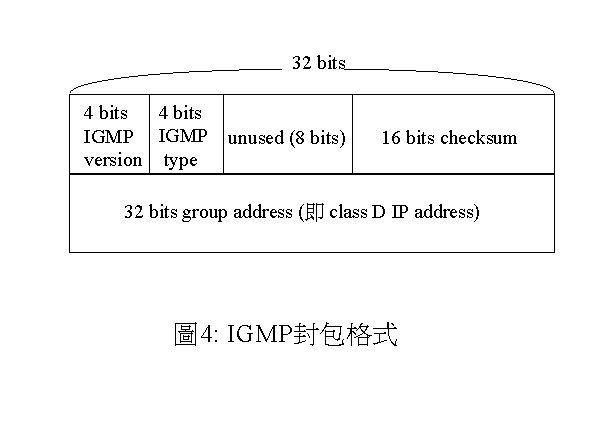 32 bits
4 bits
IGMP
version
4 bits
IGMP
type
unused (8 bits)
16 bits checksum
32 bits group address (即 class D IP address)
圖4: IGMP封包格式